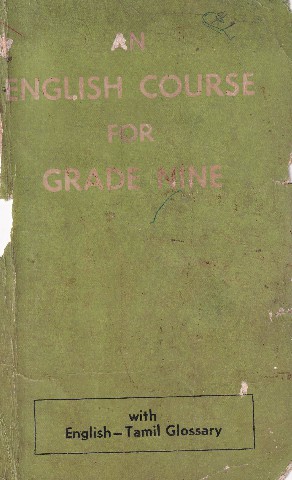 AN
ENGLISH COURSE
FOR
GRADE NINE
with
English–Tamil Glossary